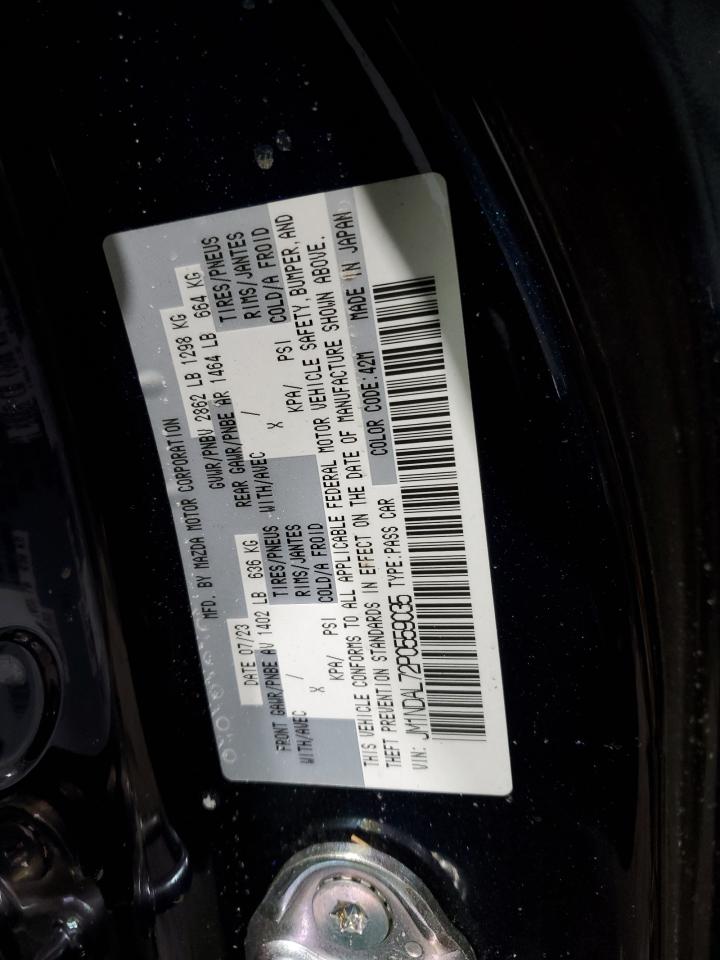 MFD. BY MAZDA MOTOR CORPORATION
DATE 07/23 GVWR/PNBV 2862 LB 1298 KG
FRONT GAWR/PNBE AV 1402 LB 636 KG REAR GAWR/PNBE AR 1464 LB 664 KG
WITH/AVEC / TIRES/PNEUS WITH/AVEC / TIRES/PNEUS
X RIMS/JANTES X RIMS/JANTES
KPA/ PSI COLD/A FROID KPA/ PSI COLD/A FROID
THIS VEHICLE CONFORMS TO ALL APPLICABLE FEDERAL MOTOR VEHICLE SAFETY, BUMPER, AND
THEFT PREVENTION STANDARDS IN EFFECT ON THE DATE OF MANUFACTURE SHOWN ABOVE.
VIN: JM1NDAL72P0559035 TYPE:PASS CAR COLOR CODE:42M MADE IN JAPAN